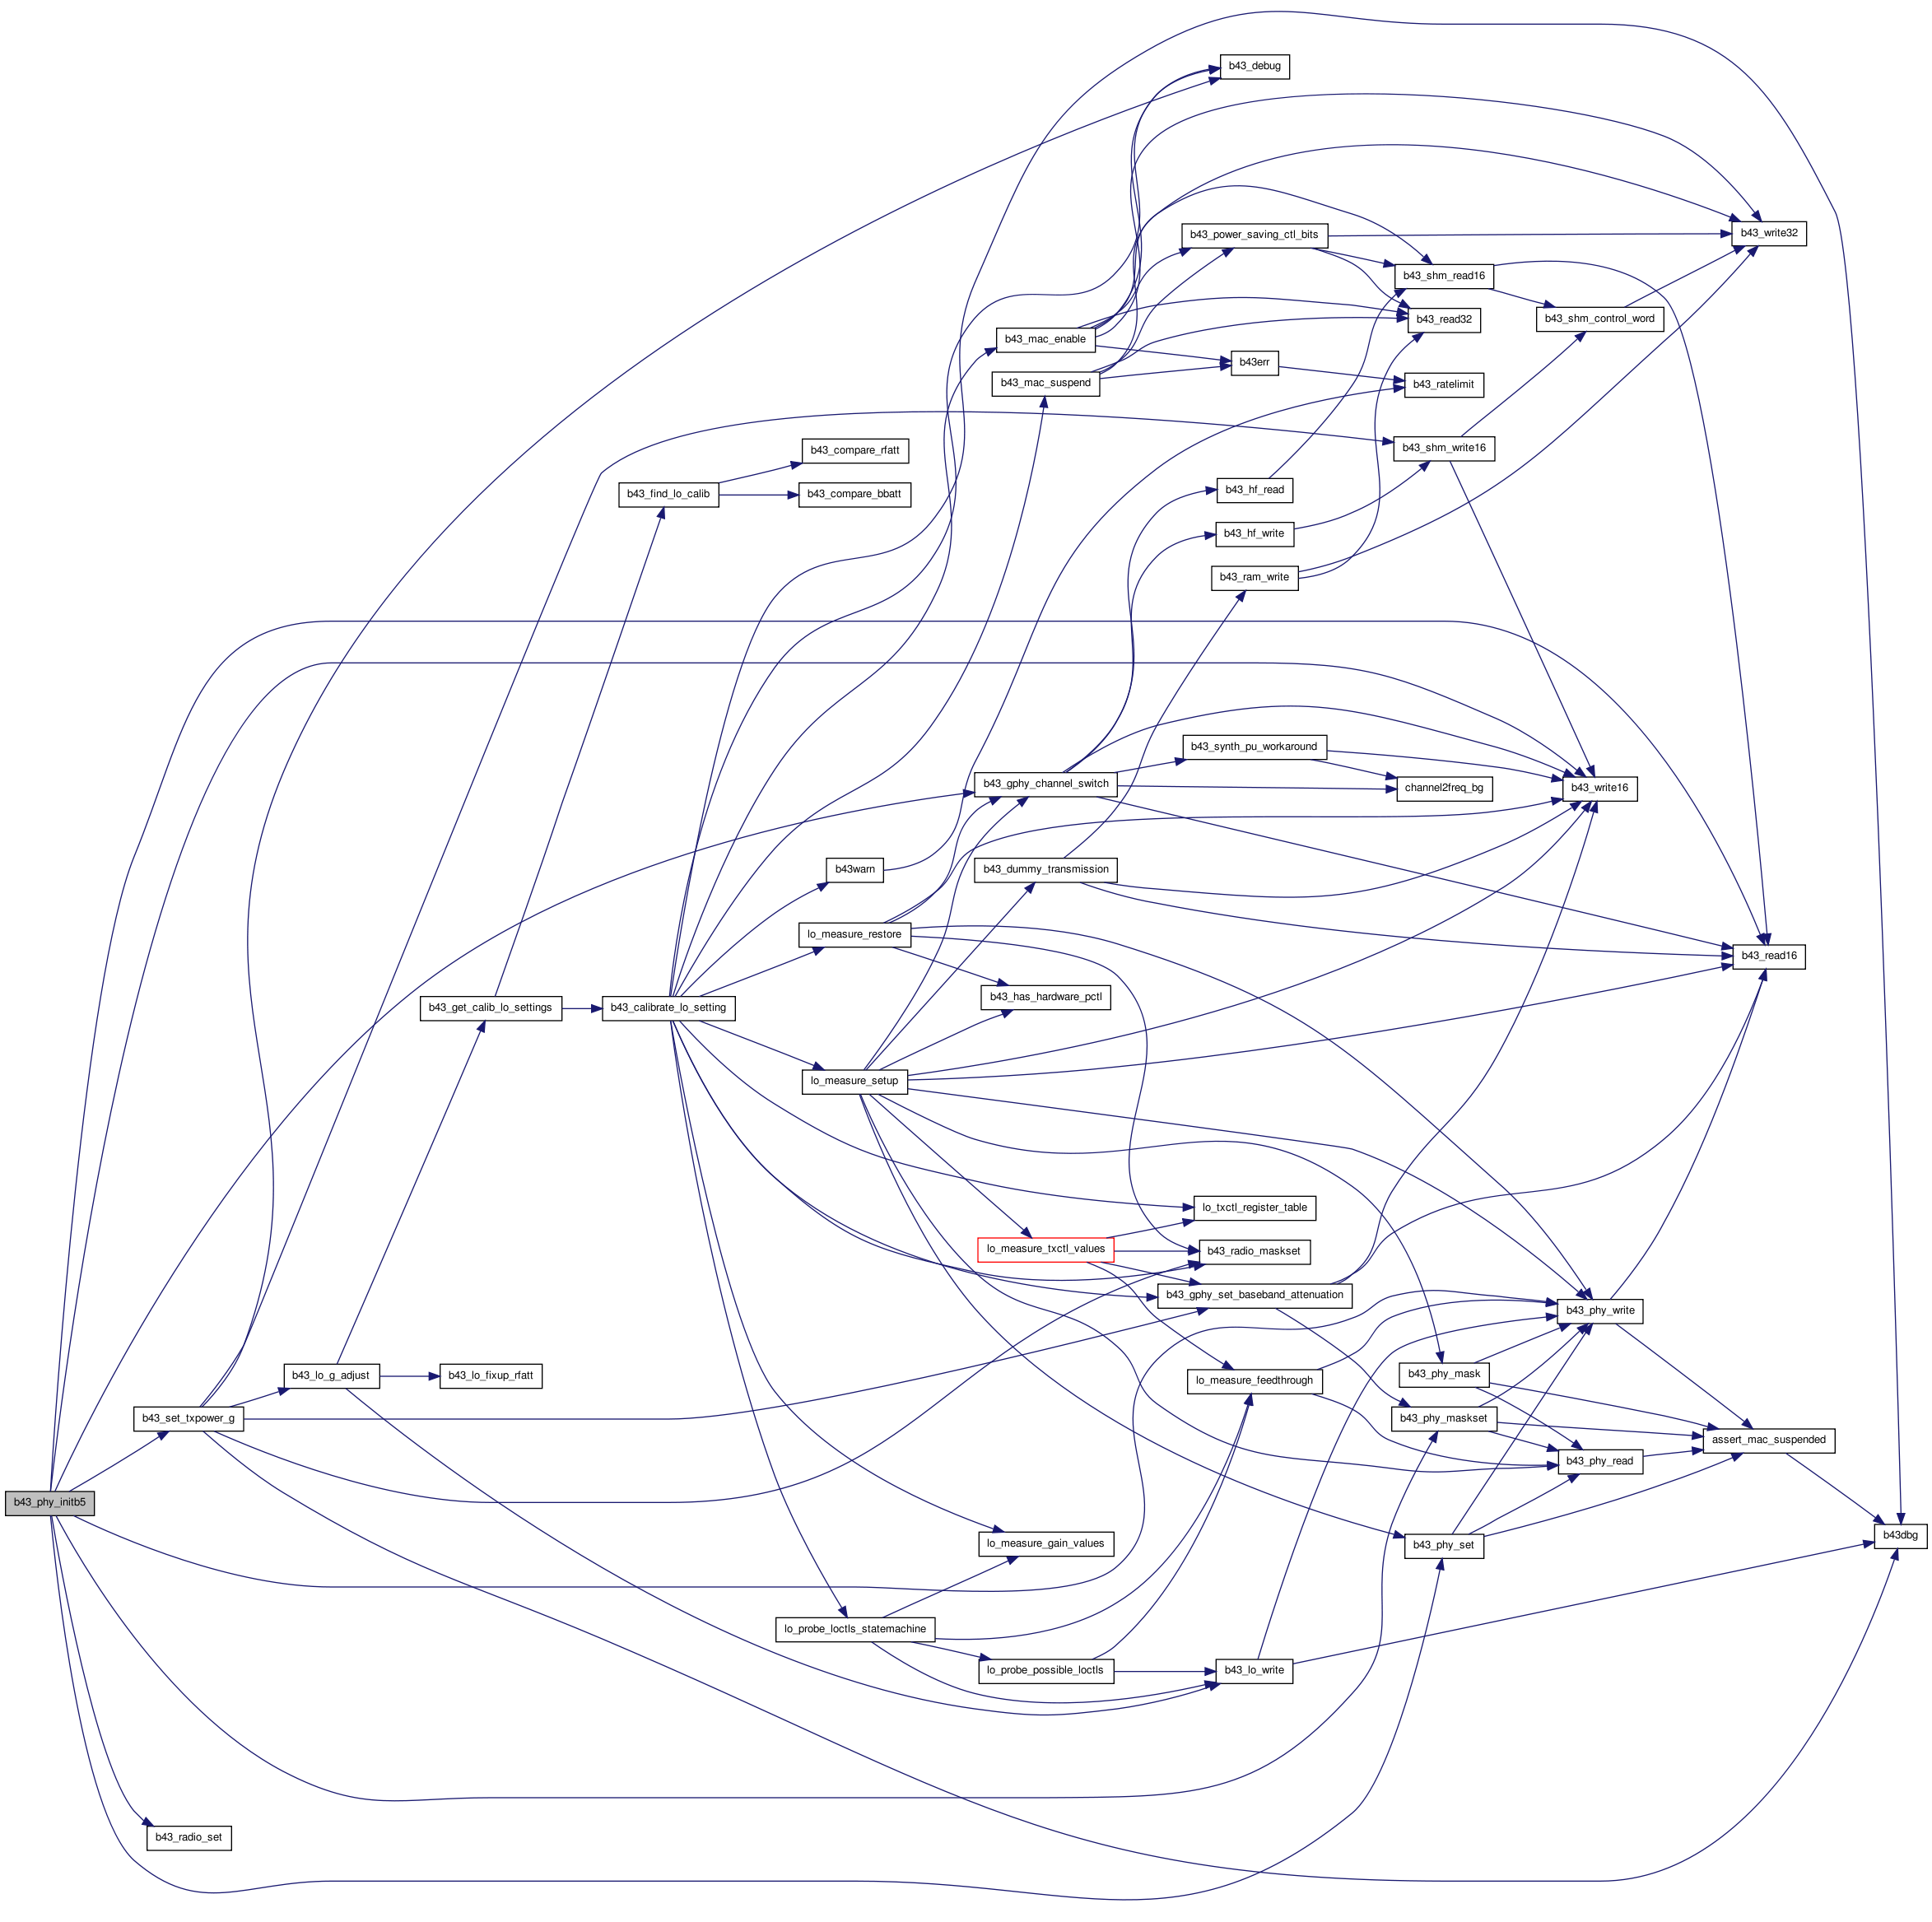 b43_debug
b43_write32
b43_power_saving_ctl_bits
b43_shm_read16
b43_shm_control_word
b43_read32
b43_mac_enable
b43err
b43_mac_suspend
b43_ratelimit
b43_compare_rfatt
b43_shm_write16
b43_find_lo_calib
b43_compare_bbatt
b43_hf_read
b43_hf_write
b43_ram_write
b43_synth_pu_workaround
b43_gphy_channel_switch
channel2freq_bg
b43_write16
b43warn
b43_dummy_transmission
lo_measure_restore
b43_read16
b43_has_hardware_pctl
b43_get_calib_lo_settings
b43_calibrate_lo_setting
lo_measure_setup
lo_txctl_register_table
lo_measure_txctl_values
b43_radio_maskset
b43_gphy_set_baseband_attenuation
b43_phy_write
b43_lo_g_adjust
b43_lo_fixup_rfatt
b43_phy_mask
lo_measure_feedthrough
b43_set_txpower_g
b43_phy_maskset
assert_mac_suspended
b43_phy_read
b43_phy_initb5
b43dbg
lo_measure_gain_values
b43_phy_set
lo_probe_loctls_statemachine
lo_probe_possible_loctls
b43_lo_write
b43_radio_set